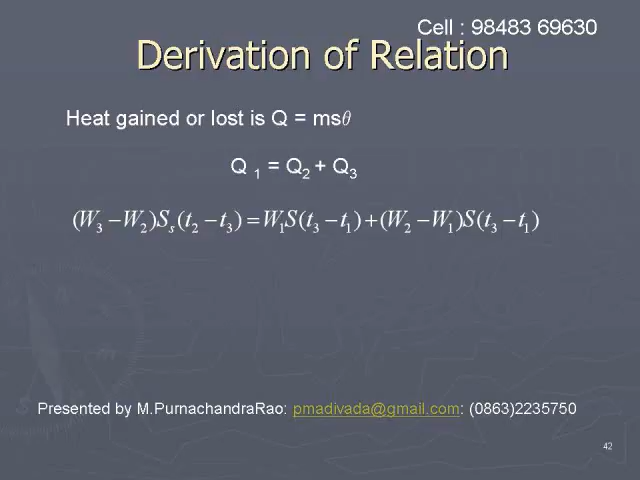 Cell : 98483 69630
Derivation of Relation
Heat gained or lost is Q = msθ
Q ₁ = Q₂ + Q₃
(W₃ − W₂)Sₛ(t₂ − t₃) = W₁S(t₃ − t₁) + (W₂ − W₁)S(t₃ − t₁)
Presented by M.PurnachandraRao: pmadivada@gmail.com: (0863)2235750
42